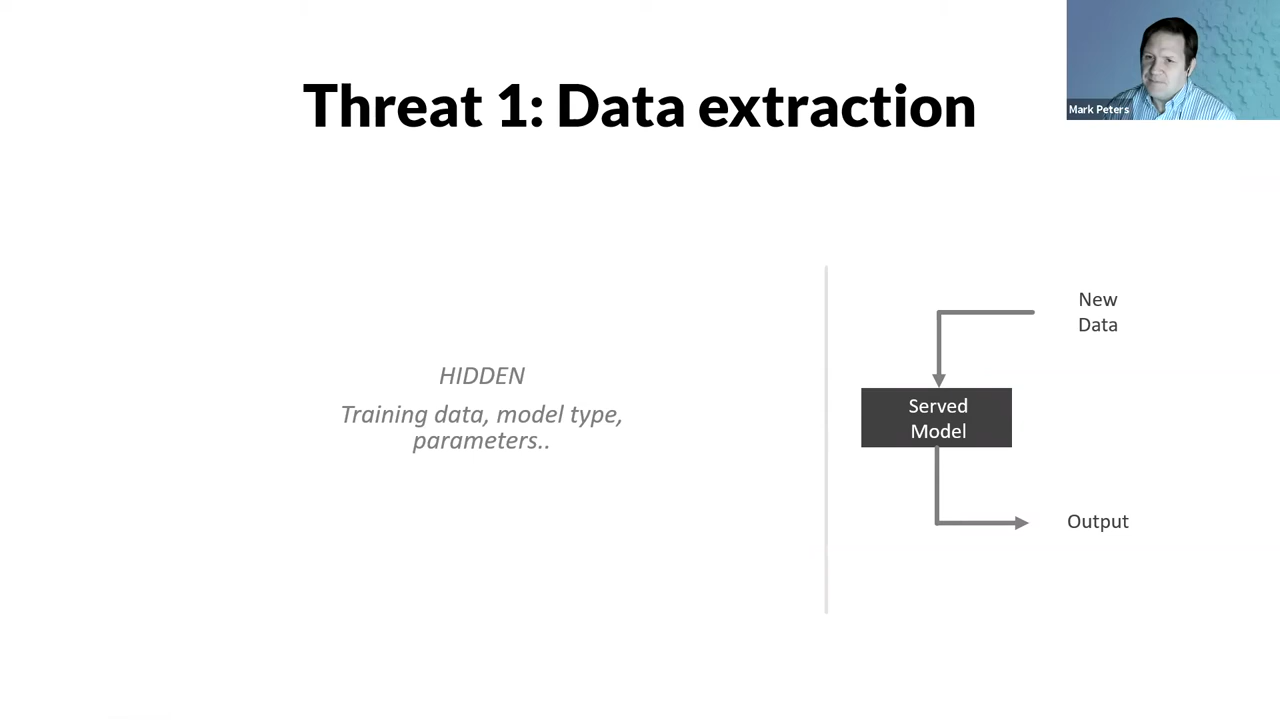 Threat 1: Data extraction
Mark Peters
HIDDEN
Training data, model type,
parameters..
New
Data
Served
Model
Output